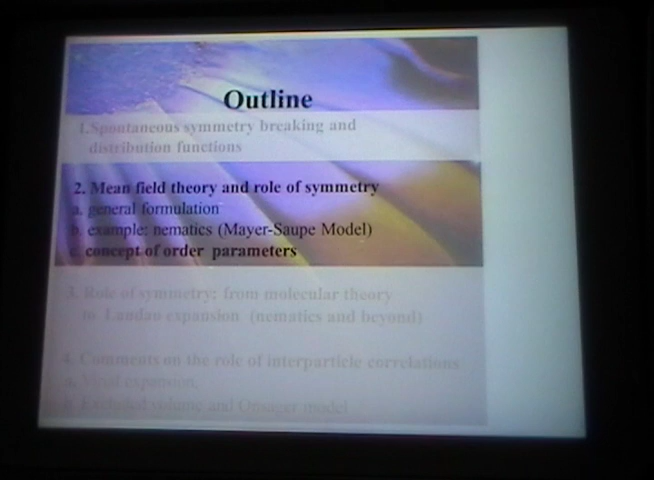 Outline
1.Spontaneous symmetry breaking and
distribution functions
2. Mean field theory and role of symmetry
a. general formulation
b. example: nematics (Mayer-Saupe Model)
c. concept of order parameters
3. Role of symmetry: from molecular theory
to Landau expansion (nematics and beyond)
4. Comments on the role of interparticle correlations
a. Virial expansion,
b. Excluded volume and Onsager model